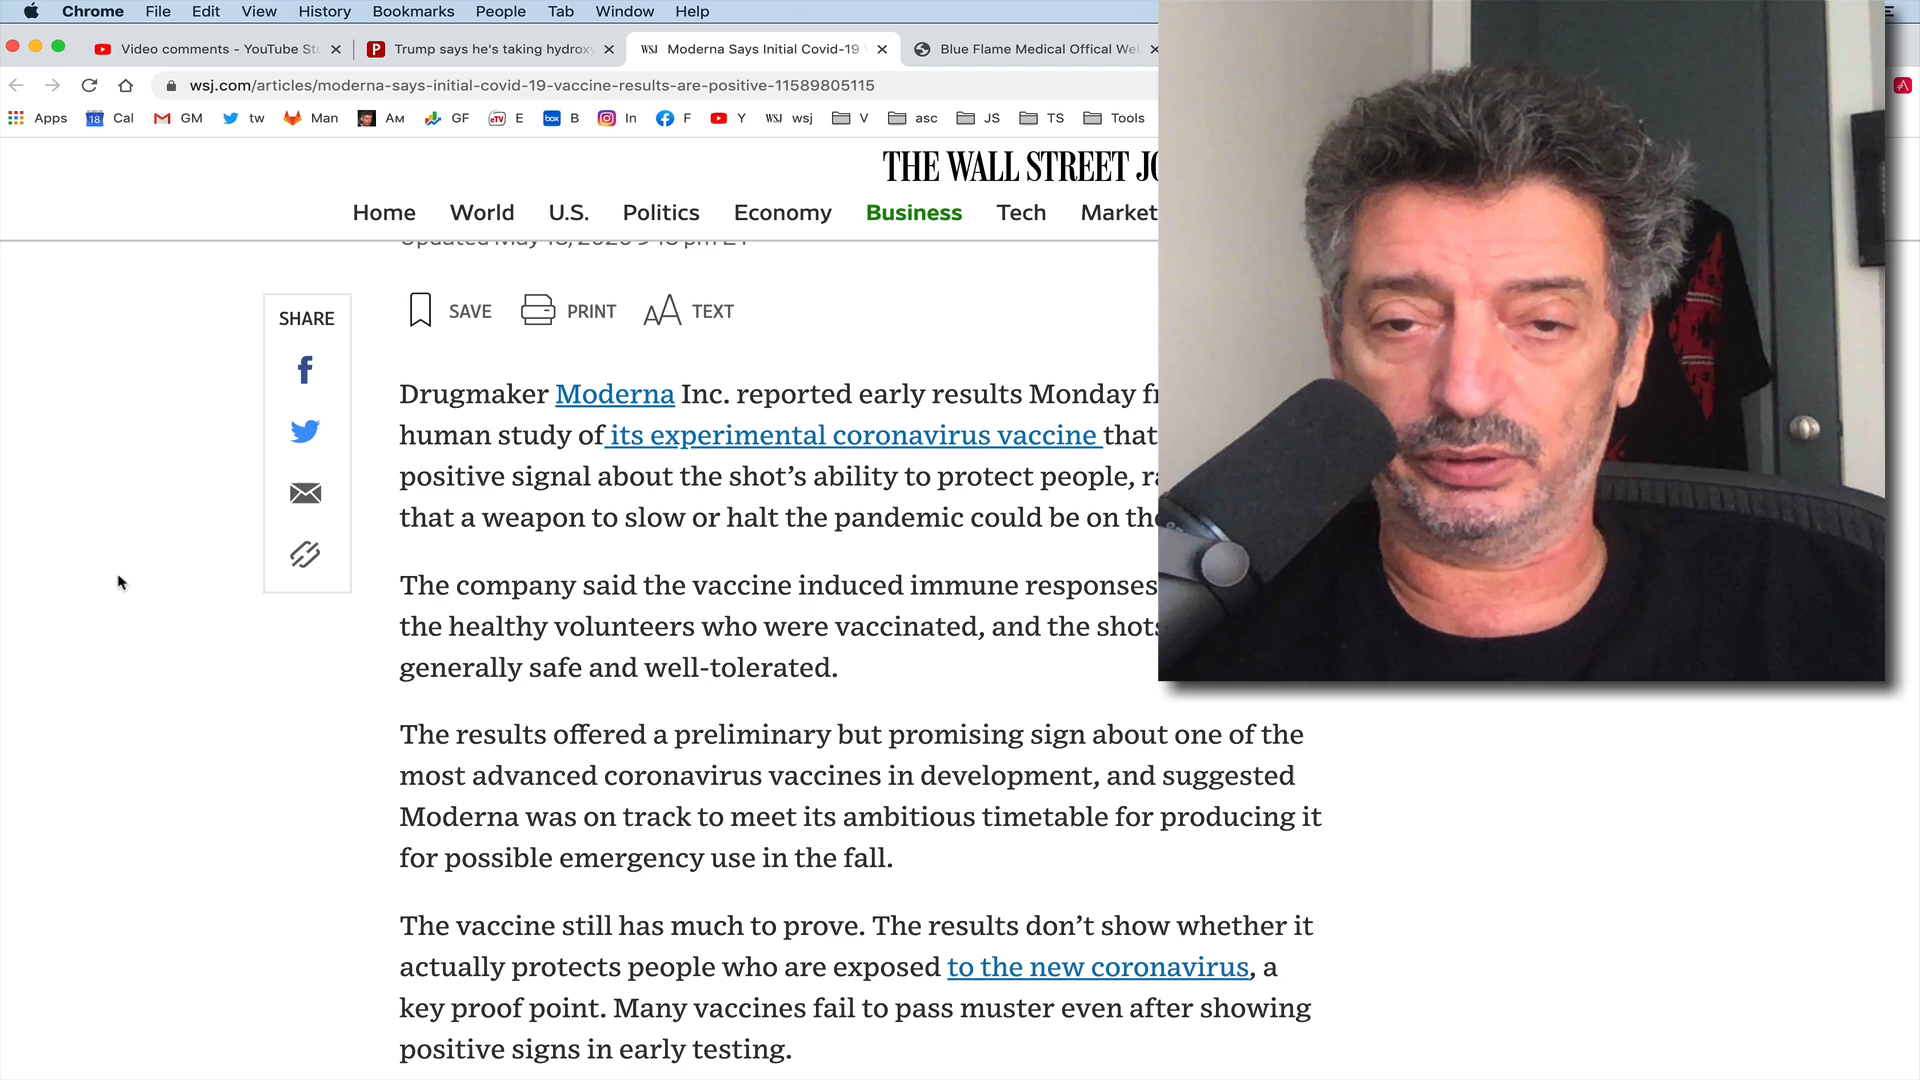 Chrome File Edit View History Bookmarks People Tab Window Help
Video comments - YouTube St
Trump says he's taking hydrox
WSJ Moderna Says Initial Covid-19
Blue Flame Medical Offical We
wsj.com/articles/moderna-says-initial-covid-19-vaccine-results-are-positive-11589805115
Apps 18 Cal GM tw Man AM GF eTV E box B In F Y WSJ wsj V asc JS TS Tools
THE WALL STREET JO
Home World U.S. Politics Economy Business Tech Market
SHARE
SAVE PRINT AA TEXT
Drugmaker Moderna Inc. reported early results Monday
human study of its experimental coronavirus vaccine that
positive signal about the shot’s ability to protect people,
that a weapon to slow or halt the pandemic could be on
The company said the vaccine induced immune responses
the healthy volunteers who were vaccinated, and the shots
generally safe and well-tolerated.
The results offered a preliminary but promising sign about one of the
most advanced coronavirus vaccines in development, and suggested
Moderna was on track to meet its ambitious timetable for producing it
for possible emergency use in the fall.
The vaccine still has much to prove. The results don’t show whether it
actually protects people who are exposed to the new coronavirus, a
key proof point. Many vaccines fail to pass muster even after showing
positive signs in early testing.